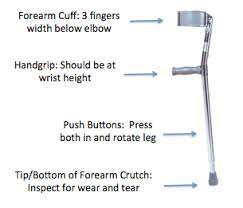 Forearm Cuff: 3 fingers
width below elbow
Handgrip: Should be at
wrist height
Push Buttons:  Press
both in and rotate leg
Tip/Bottom of Forearm Crutch:
Inspect for wear and tear